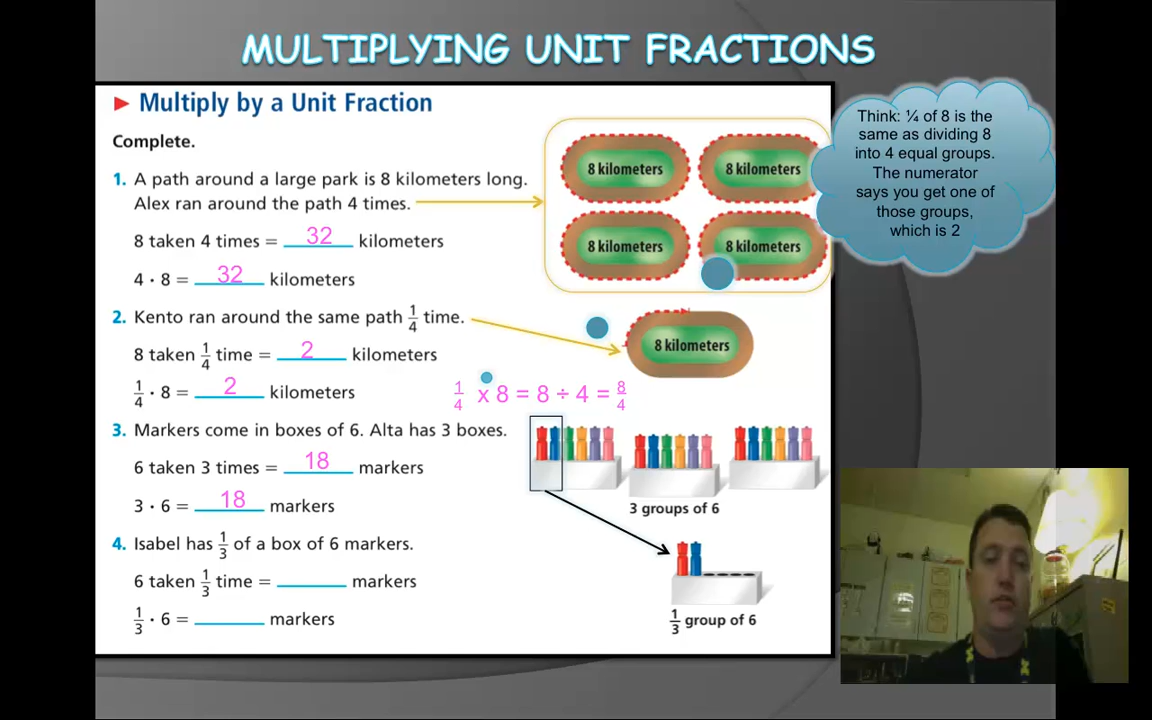 MULTIPLYING UNIT FRACTIONS
► Multiply by a Unit Fraction
Complete.
1. A path around a large park is 8 kilometers long.
Alex ran around the path 4 times.
8 taken 4 times = 32 kilometers
4 · 8 = 32 kilometers
8 kilometers 8 kilometers
8 kilometers 8 kilometers
Think: ¼ of 8 is the
same as dividing 8
into 4 equal groups.
The numerator
says you get one of
those groups,
which is 2
2. Kento ran around the same path 1/4 time.
8 taken 1/4 time = 2 kilometers
1/4 · 8 = 2 kilometers
8 kilometers
1/4 x 8 = 8 ÷ 4 = 8/4
3. Markers come in boxes of 6. Alta has 3 boxes.
6 taken 3 times = 18 markers
3 · 6 = 18 markers
3 groups of 6
4. Isabel has 1/3 of a box of 6 markers.
6 taken 1/3 time = ______ markers
1/3 · 6 = ______ markers
1/3 group of 6